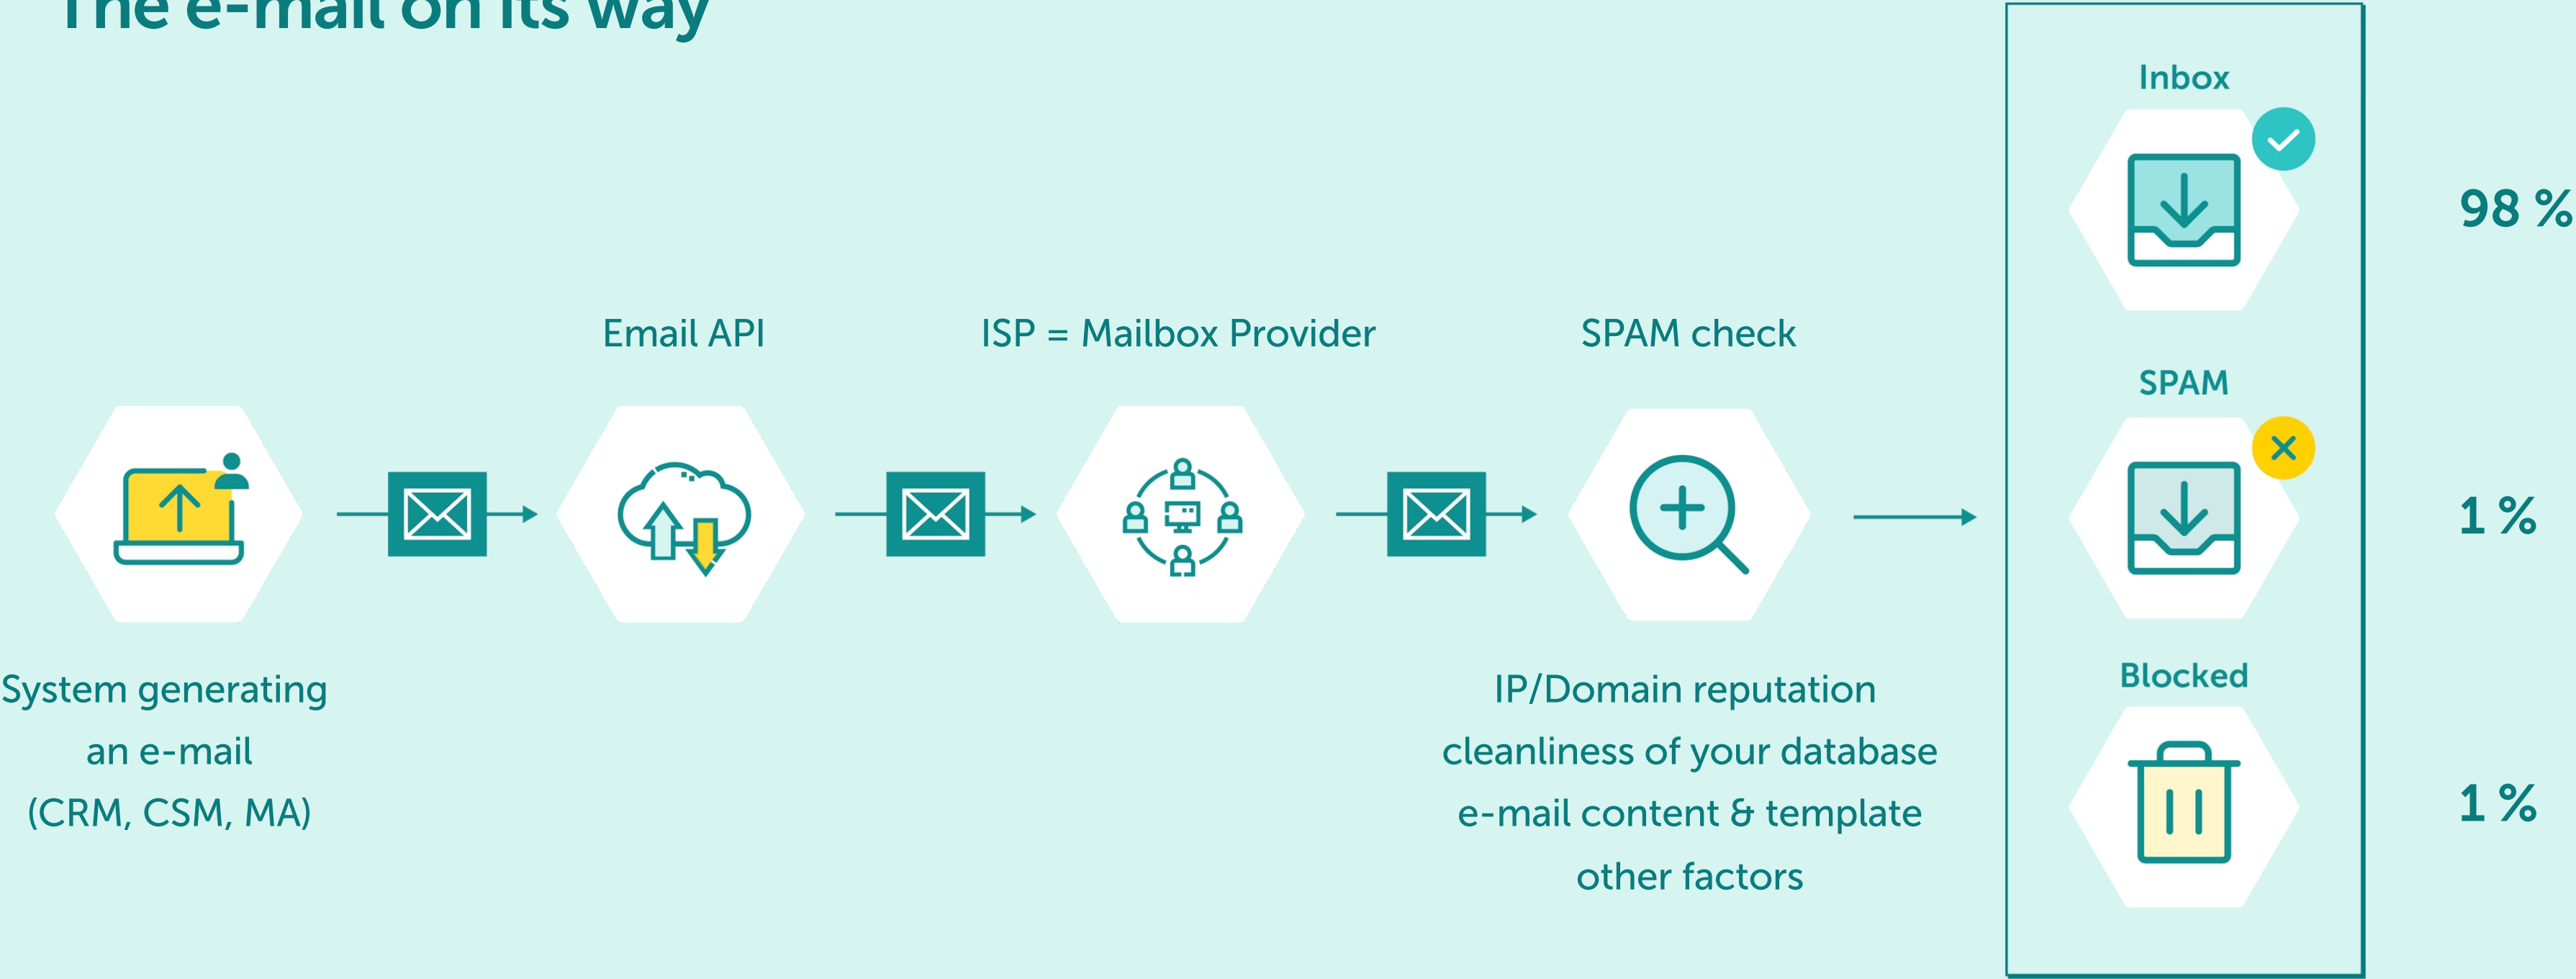 The e-mail on its way
Inbox
98 %
Email API
ISP = Mailbox Provider
SPAM check
SPAM
1 %
System generating
an e-mail
(CRM, CSM, MA)
IP/Domain reputation
cleanliness of your database
e-mail content & template
other factors
Blocked
1 %